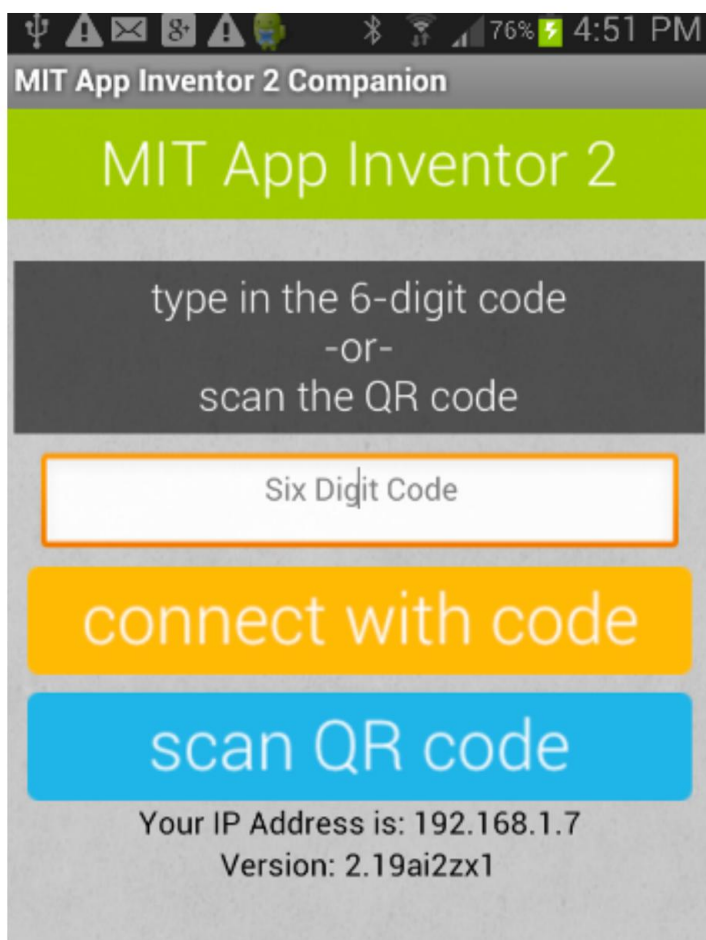 76% 4:51 PM
MIT App Inventor 2 Companion
MIT App Inventor 2
type in the 6-digit code
-or-
scan the QR code
Six Digit Code
connect with code
scan QR code
Your IP Address is: 192.168.1.7
Version: 2.19ai2zx1